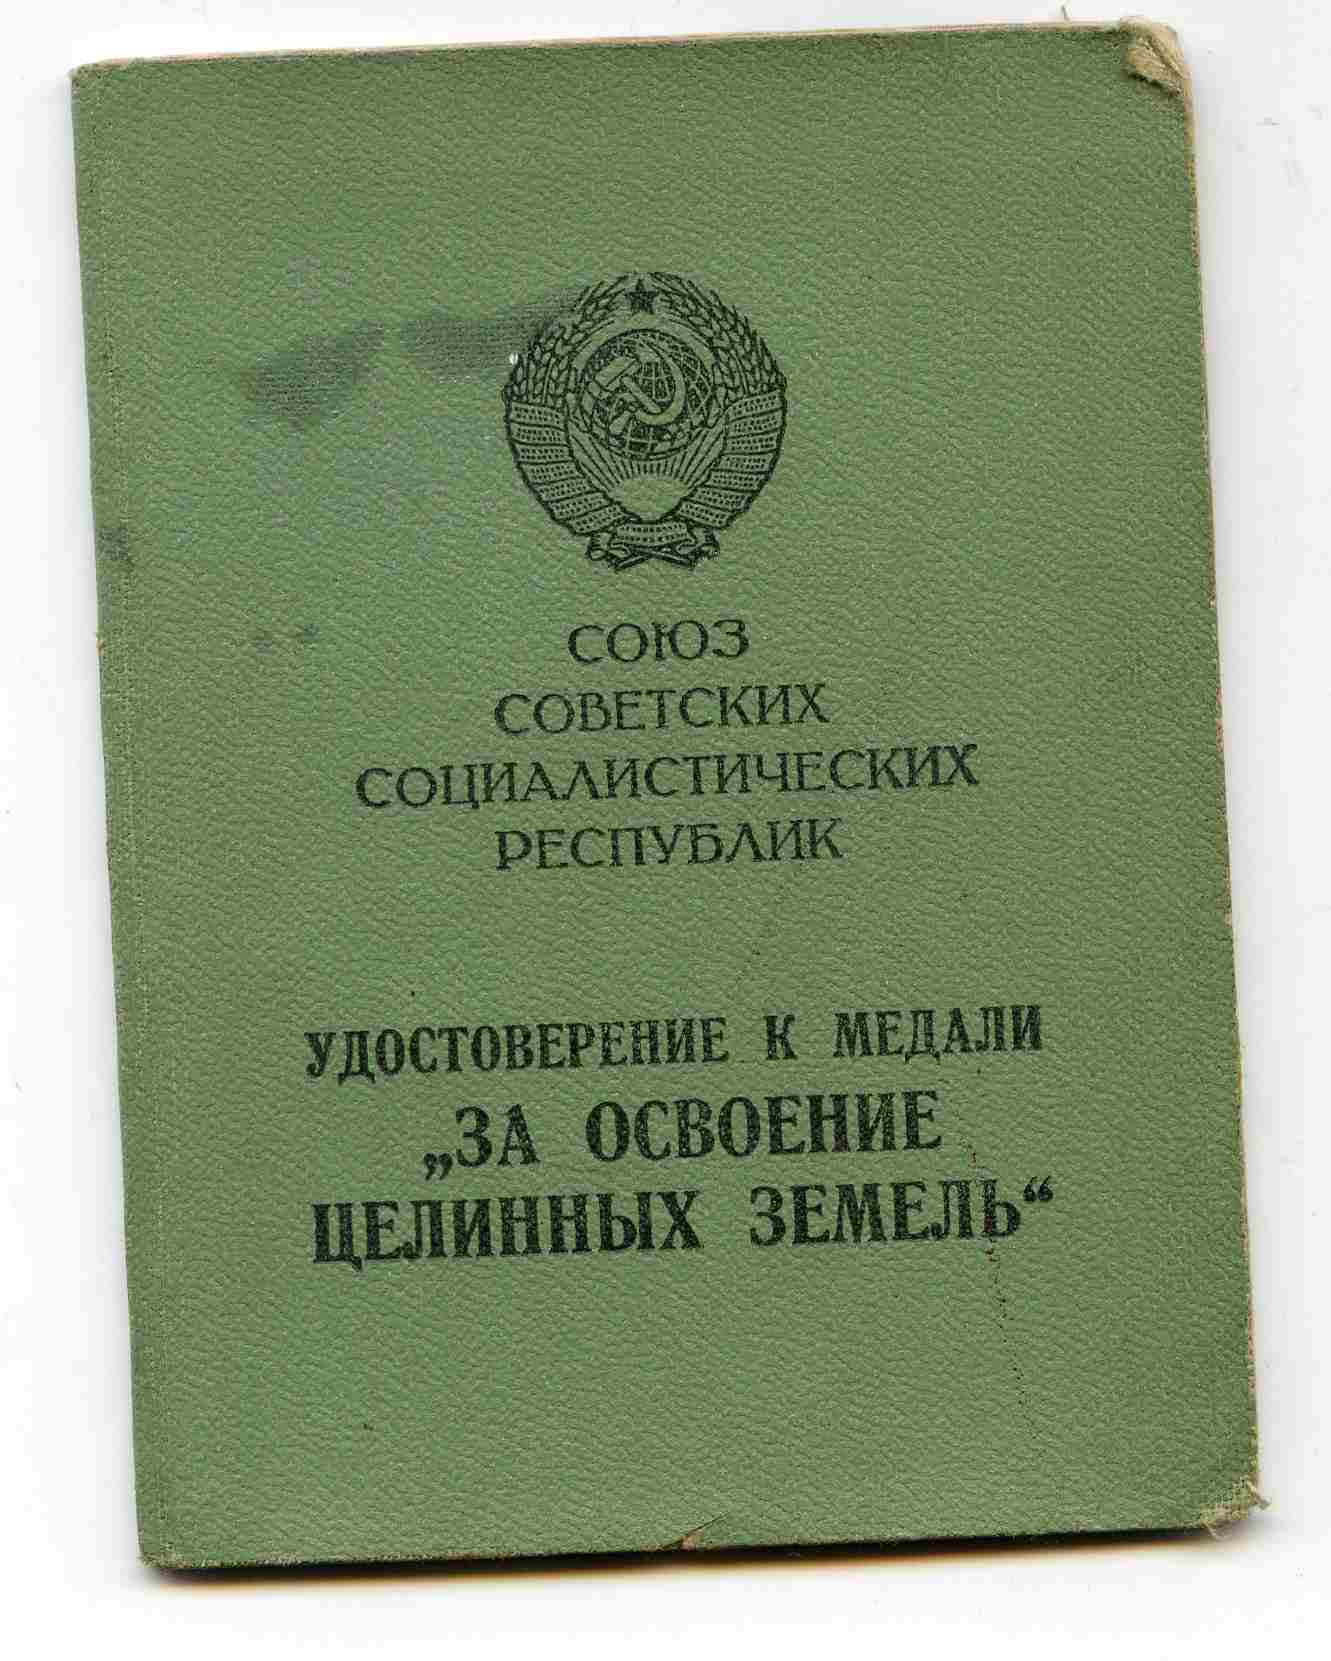 СОЮЗ
СОВЕТСКИХ
СОЦИАЛИСТИЧЕСКИХ
РЕСПУБЛИК
УДОСТОВЕРЕНИЕ К МЕДАЛИ
„ЗА ОСВОЕНИЕ
ЦЕЛИННЫХ ЗЕМЕЛЬ“